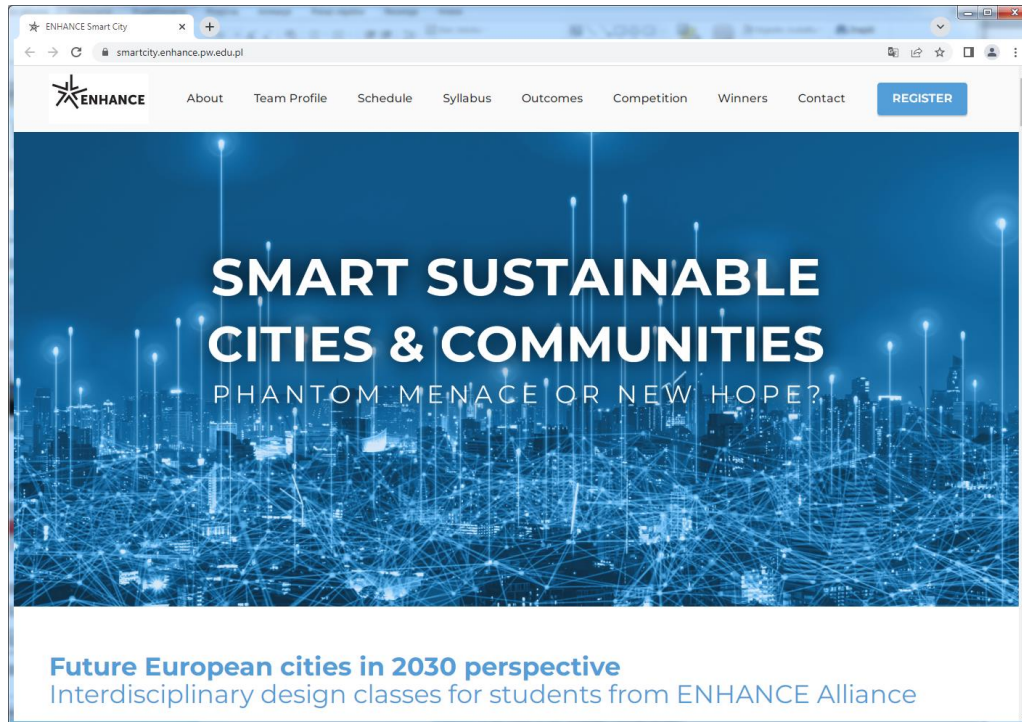 ENHANCE Smart City
smartcity.enhance.pw.edu.pl
ENHANCE
About
Team Profile
Schedule
Syllabus
Outcomes
Competition
Winners
Contact
REGISTER
SMART SUSTAINABLE
CITIES & COMMUNITIES
PHANTOM MENACE OR NEW HOPE?
Future European cities in 2030 perspective
Interdisciplinary design classes for students from ENHANCE Alliance